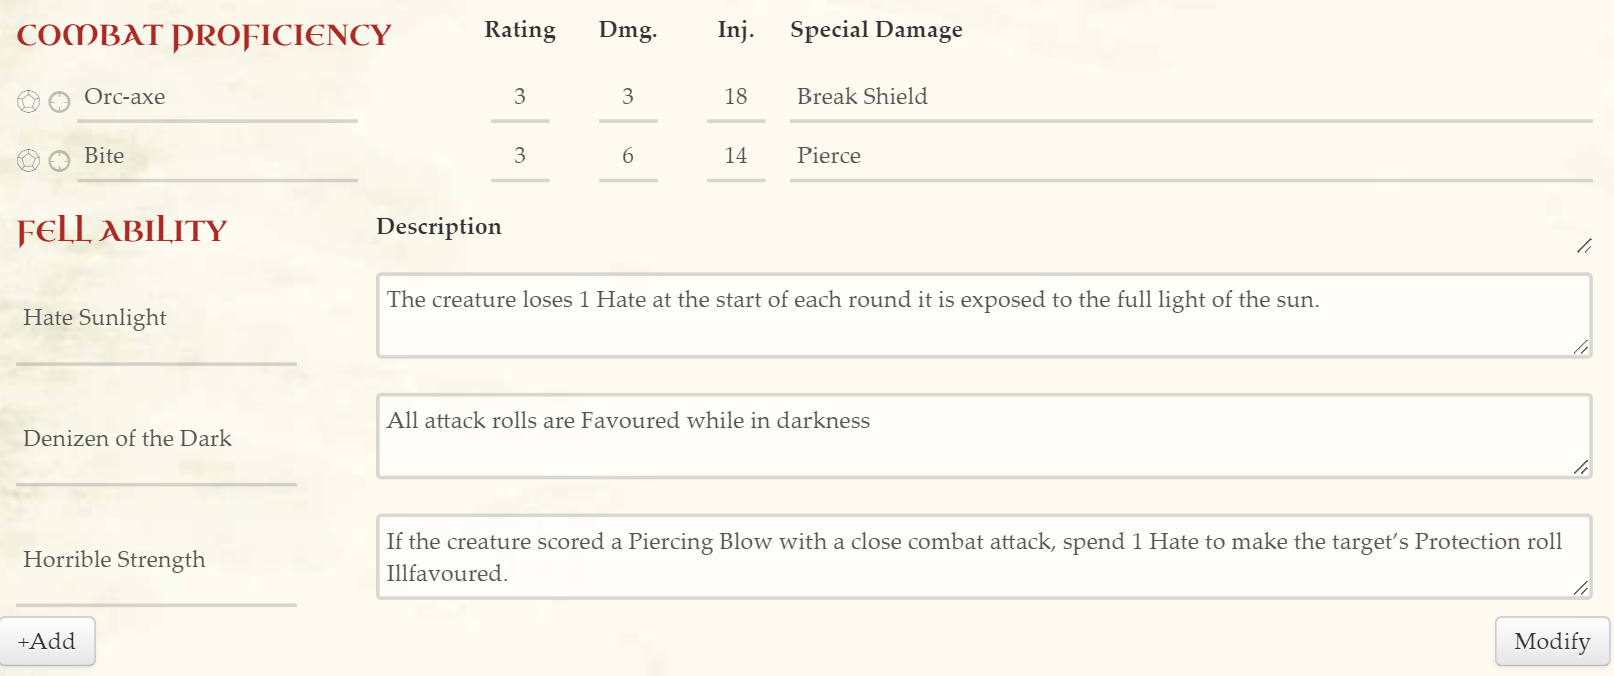 COMBAT PROFICIENCY Rating Dmg. Inj. Special Damage
Orc-axe 3 3 18 Break Shield
Bite 3 6 14 Pierce
FELL ABILITY Description
Hate Sunlight The creature loses 1 Hate at the start of each round it is exposed to the full light of the sun.
Denizen of the Dark All attack rolls are Favoured while in darkness
Horrible Strength If the creature scored a Piercing Blow with a close combat attack, spend 1 Hate to make the target’s Protection roll
Illfavoured.
+Add Modify